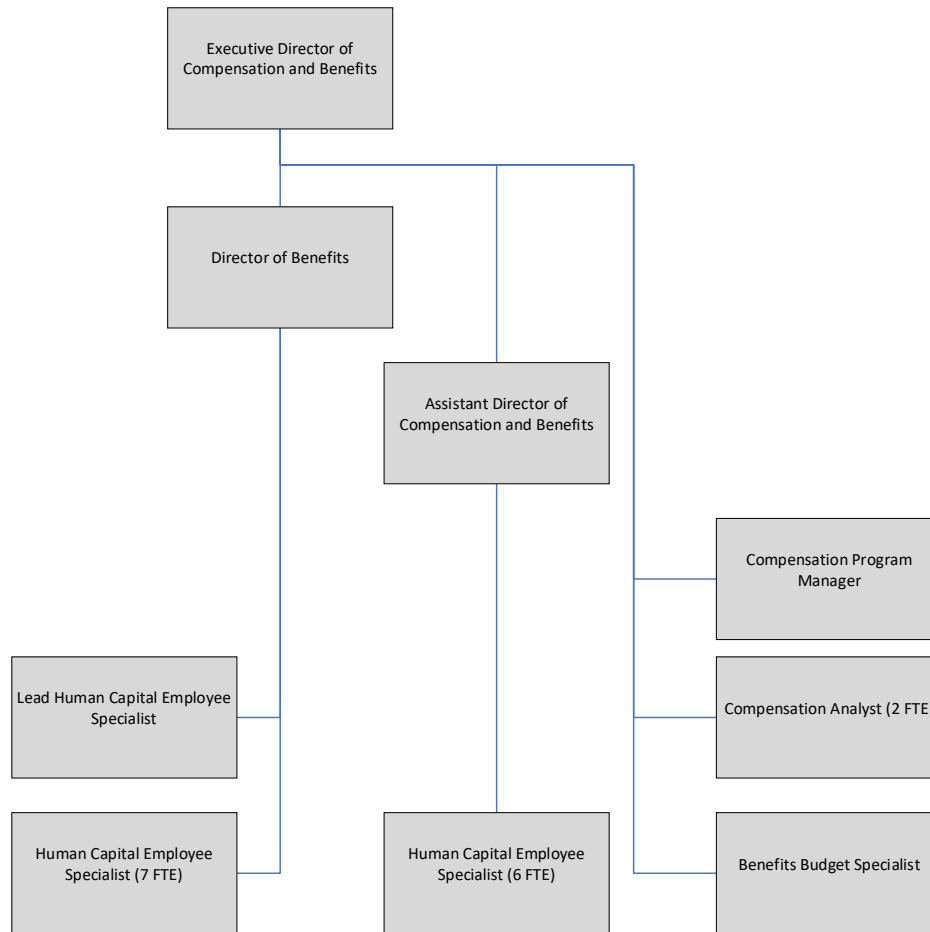 Executive Director of
Compensation and Benefits
Director of Benefits
Assistant Director of
Compensation and Benefits
Compensation Program
Manager
Lead Human Capital Employee
Specialist
Compensation Analyst (2 FTE
Human Capital Employee
Specialist (7 FTE)
Human Capital Employee
Specialist (6 FTE)
Benefits Budget Specialist